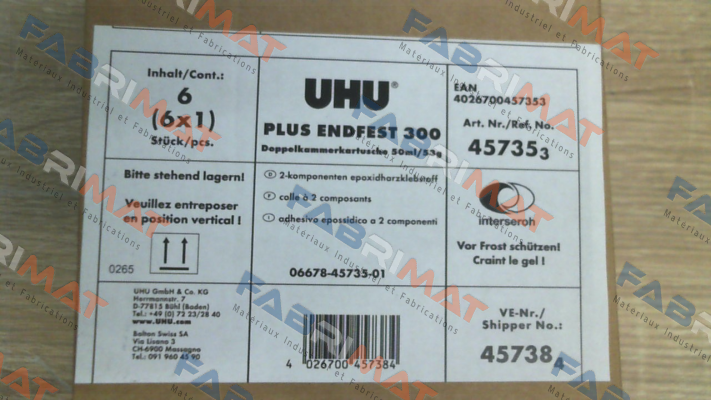 Inhalt/Cont.:
6
(6x1)
Stück/pcs.
UHU®
PLUS ENDFEST 300
Doppelkammerkartusche 50ml/53g
EAN
4026700457353
Art. Nr./Ref. No.
457353
Bitte stehend lagern!
Veuillez entreposer
en position vertical !
0265
D 2-komponenten epoxidharzklebstoff
F colle à 2 composants
I adhesivo epossidico a 2 componenti
06678-45735-01
interseroh
Vor Frost schützen!
Craint le gel !
UHU GmbH & Co. KG
Herrmannstr. 7
D-77815 Bühl (Baden)
Tel.: +49 (0) 72 23/28 40
www.UHU.com
Bolton Swiss SA
Via Lisano 3
CH-6900 Massagno
Tel.: 091 960 45 90
4 026700 457384
VE-Nr./
Shipper No.:
457384
FABRIMAT
Materiaux Industriel et Fabrications